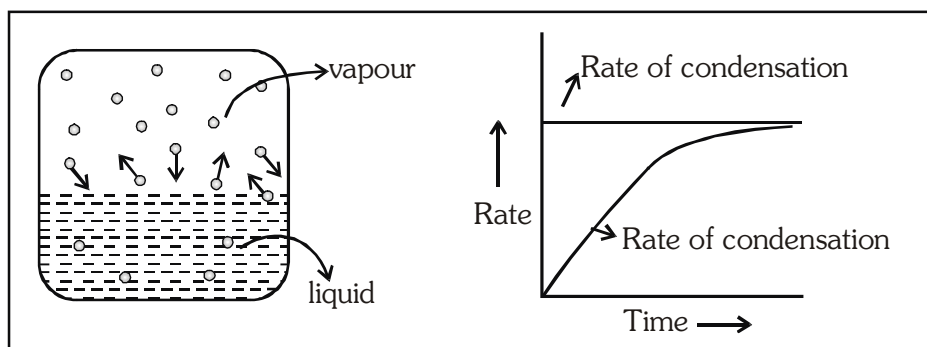 vapour
liquid
Rate of condensation
Rate
Rate of condensation
Time